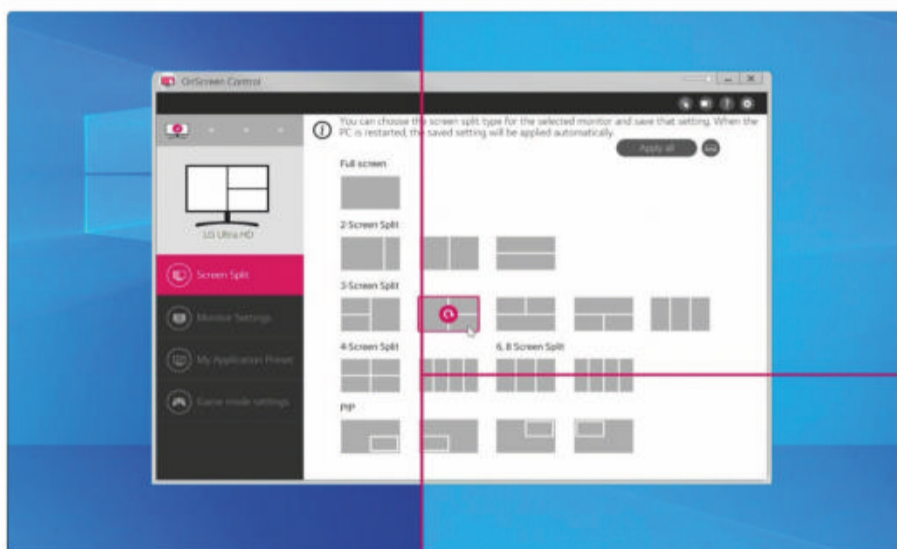 OnScreen Control
You can choose the screen split type for the selected monitor and save that setting. When the
PC is restarted, the saved setting will be applied automatically.
Apply all
Full screen
LG Ultra HD
2-Screen Split
Screen Split
3-Screen Split
Monitor Settings
4-Screen Split
6, 8 Screen Split
My Application Preset
Game mode settings
PIP